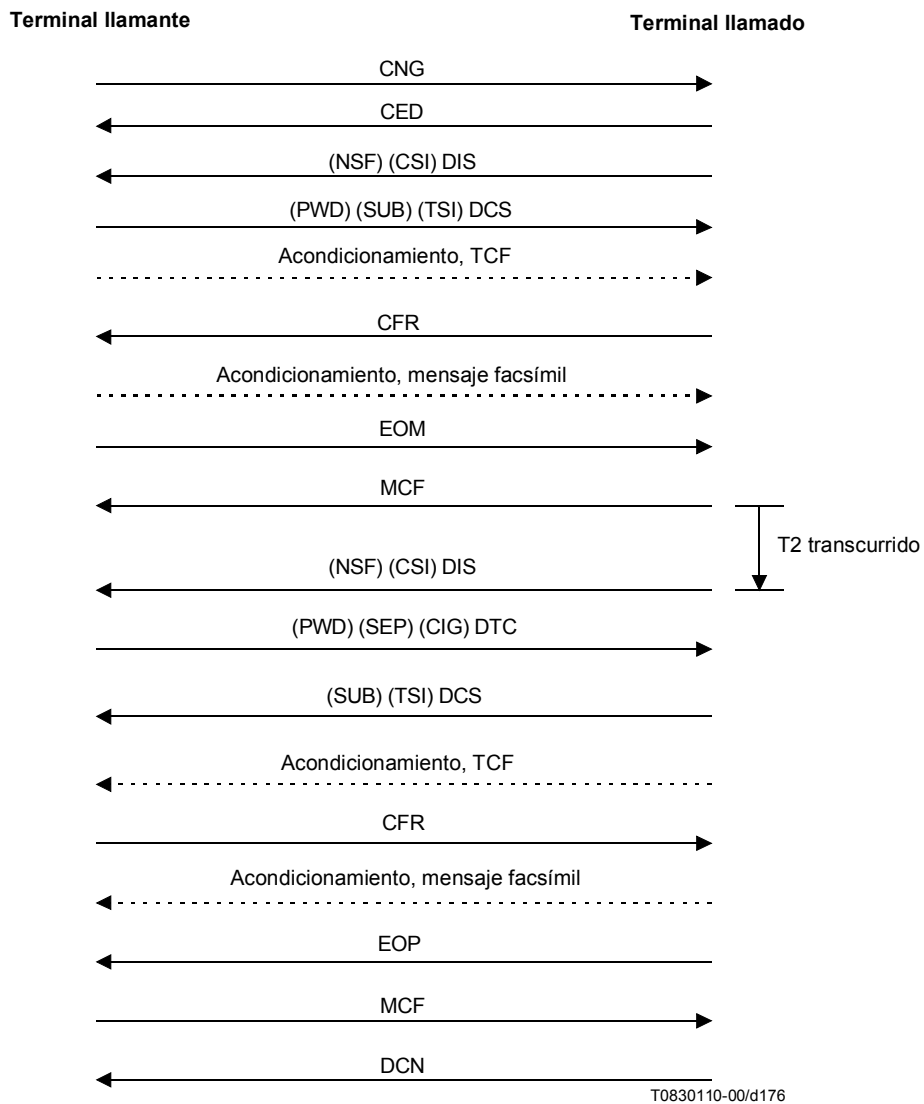 Terminal llamante
Terminal llamado
CNG
CED
(NSF) (CSI) DIS
(PWD) (SUB) (TSI) DCS
Acondicionamiento, TCF
CFR
Acondicionamiento, mensaje facsímil
EOM
MCF
T2 transcurrido
(NSF) (CSI) DIS
(PWD) (SEP) (CIG) DTC
(SUB) (TSI) DCS
Acondicionamiento, TCF
CFR
Acondicionamiento, mensaje facsímil
EOP
MCF
DCN
T0830110-00/d176